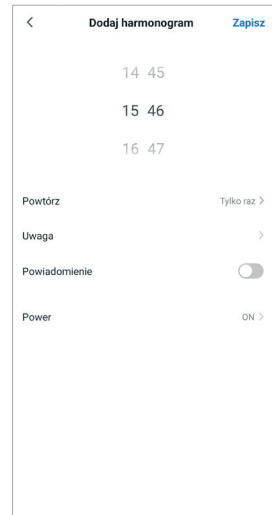 Dodaj harmonogram Zapisz
14 45
15 46
16 47
Powtórz Tylko raz
Uwaga
Powiadomienie
Power ON